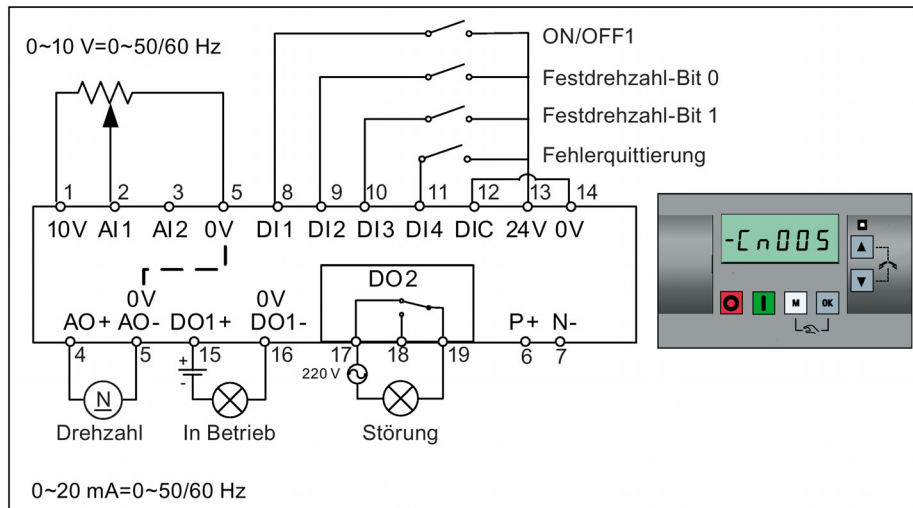 0~10 V=0~50/60 Hz
ON/OFF1
Festdrehzahl-Bit 0
Festdrehzahl-Bit 1
Fehlerquittierung
1 2 3 5 8 9 10 11 12 13 14
10V AI1 AI2 0V DI1 DI2 DI3 DI4 DIC 24V 0V
-Cn005
M OK
DO2
0V 0V
AO+ AO- DO1+ DO1- P+ N-
4 5 15 16 17 18 19 6 7
+
-
220 V
N
Drehzahl In Betrieb Störung
0~20 mA=0~50/60 Hz